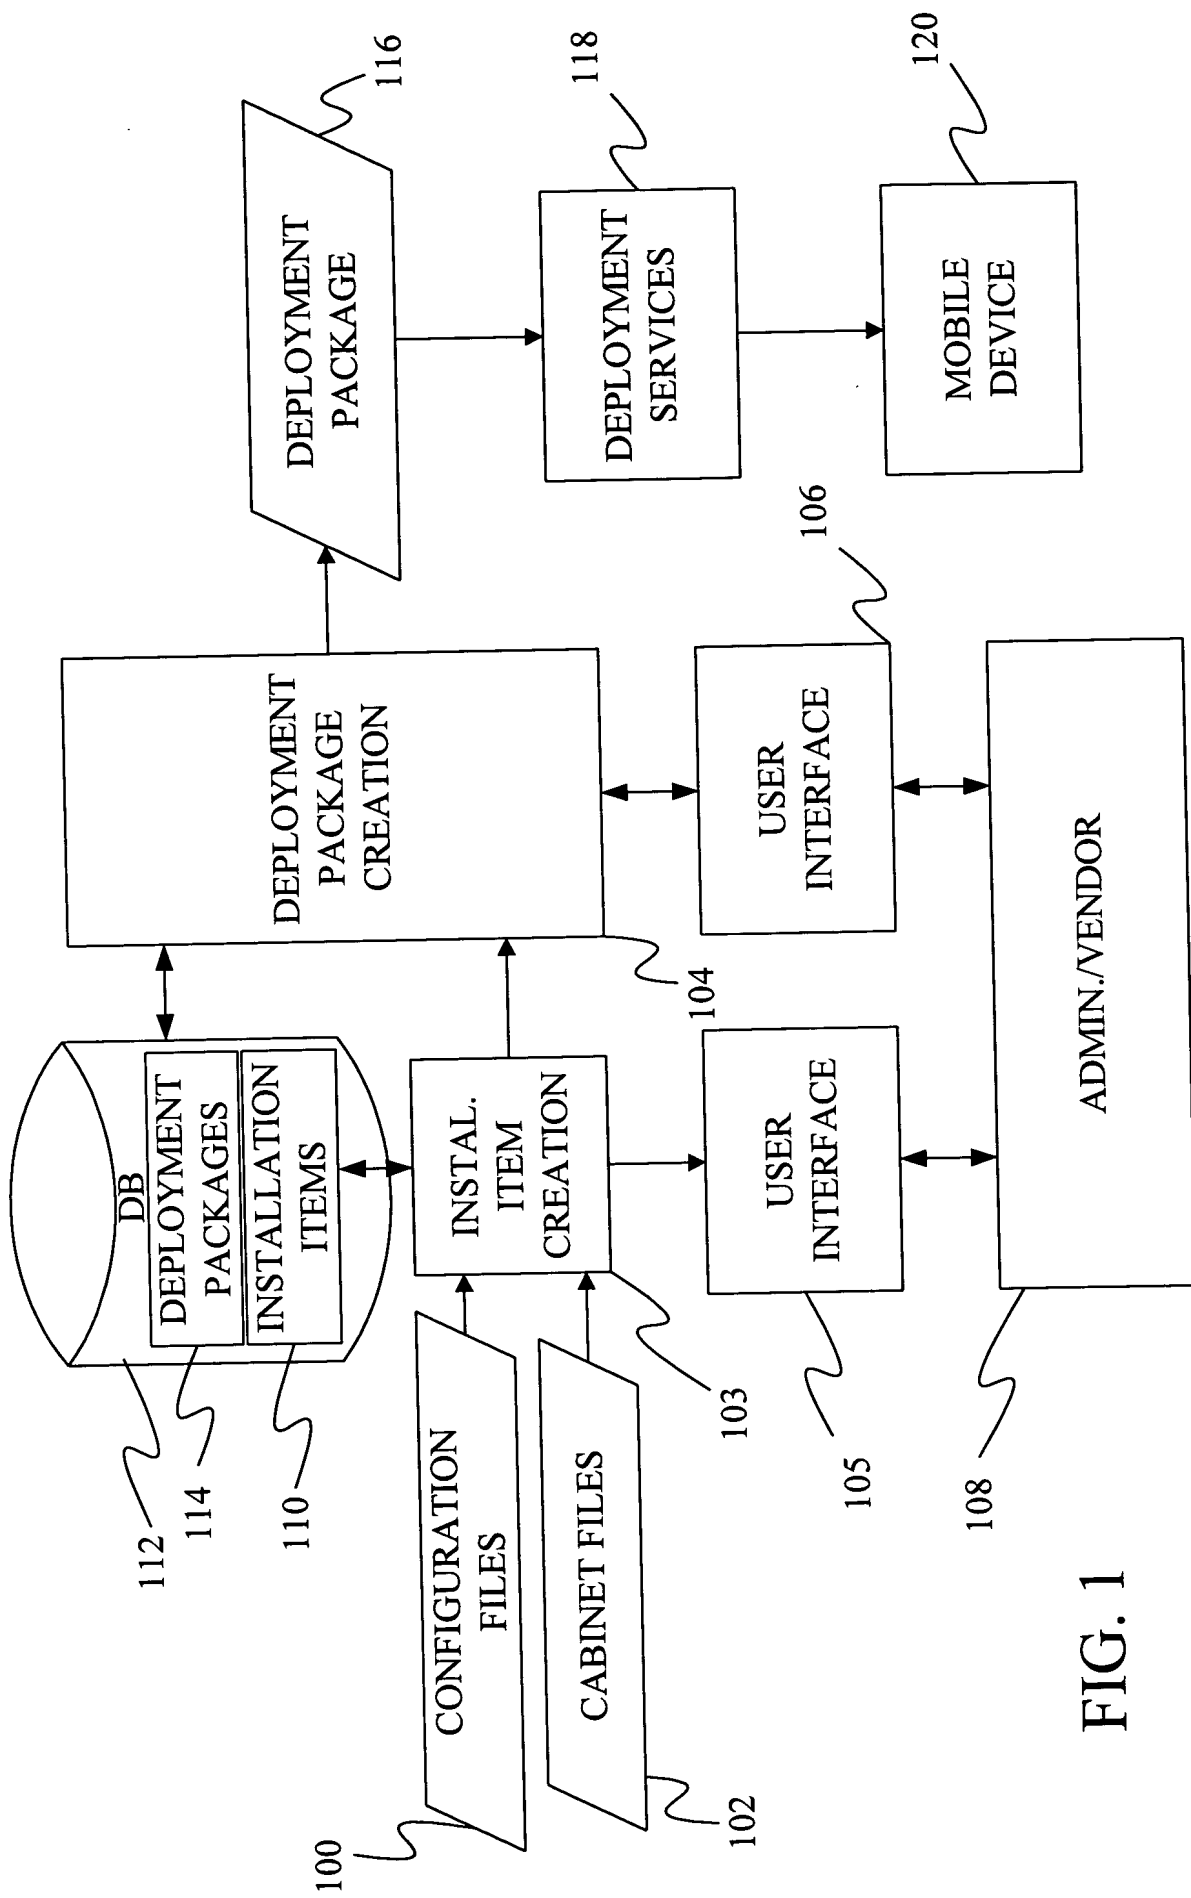 112
114
110
DB
DEPLOYMENT
PACKAGES
INSTALLATION
ITEMS
100
CONFIGURATION
FILES
102
CABINET FILES
103
INSTAL.
ITEM
CREATION
104
DEPLOYMENT
PACKAGE
CREATION
DEPLOYMENT
PACKAGE
116
DEPLOYMENT
SERVICES
118
MOBILE
DEVICE
120
105
USER
INTERFACE
106
USER
INTERFACE
108
ADMIN./VENDOR
FIG. 1